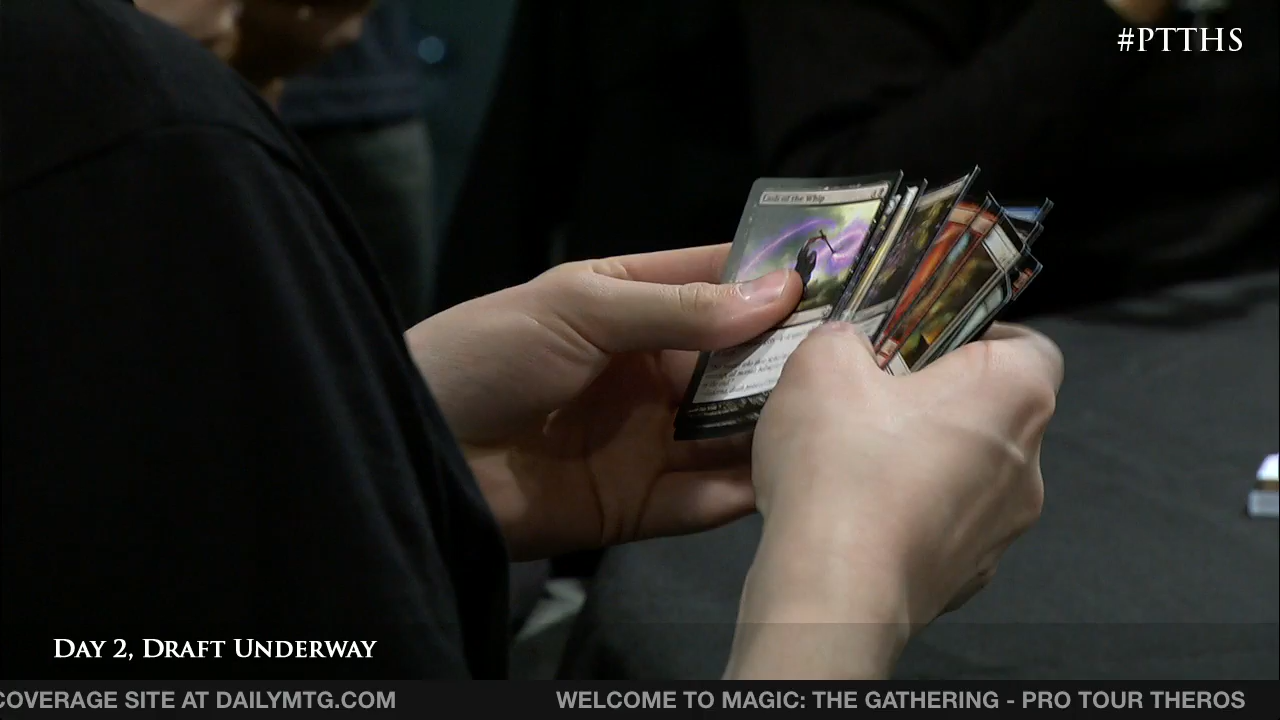 #PTTHS
Lash of the Whip
Day 2, Draft Underway
COVERAGE SITE AT DAILYMTG.COM WELCOME TO MAGIC: THE GATHERING - PRO TOUR THEROS